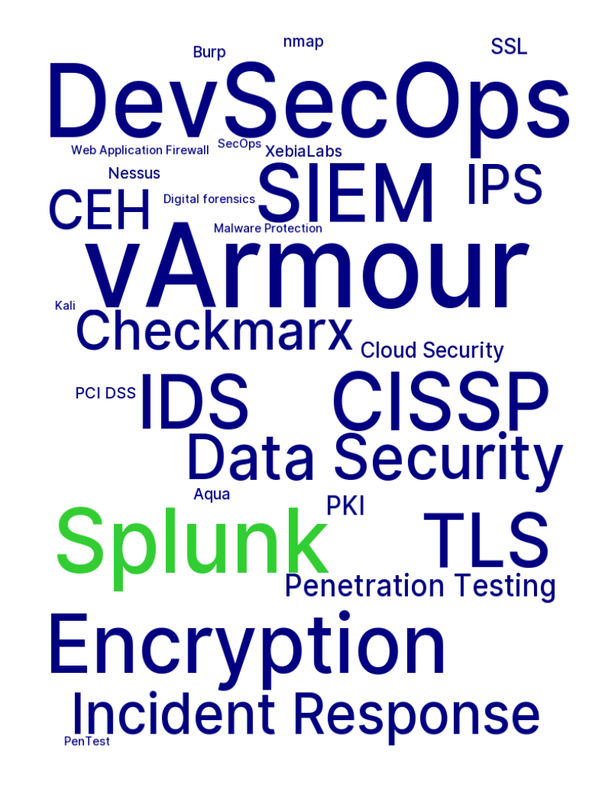 nmap
SSL
Burp
DevSecOps
SecOps
Web Application Firewall
XebiaLabs
Nessus
SIEM
IPS
CEH
Digital forensics
Malware Protection
vArmour
Kali
Checkmarx
Cloud Security
PCI DSS
IDS
CISSP
Data Security
Aqua
PKI
Splunk
TLS
Penetration Testing
Encryption
Incident Response
PenTest